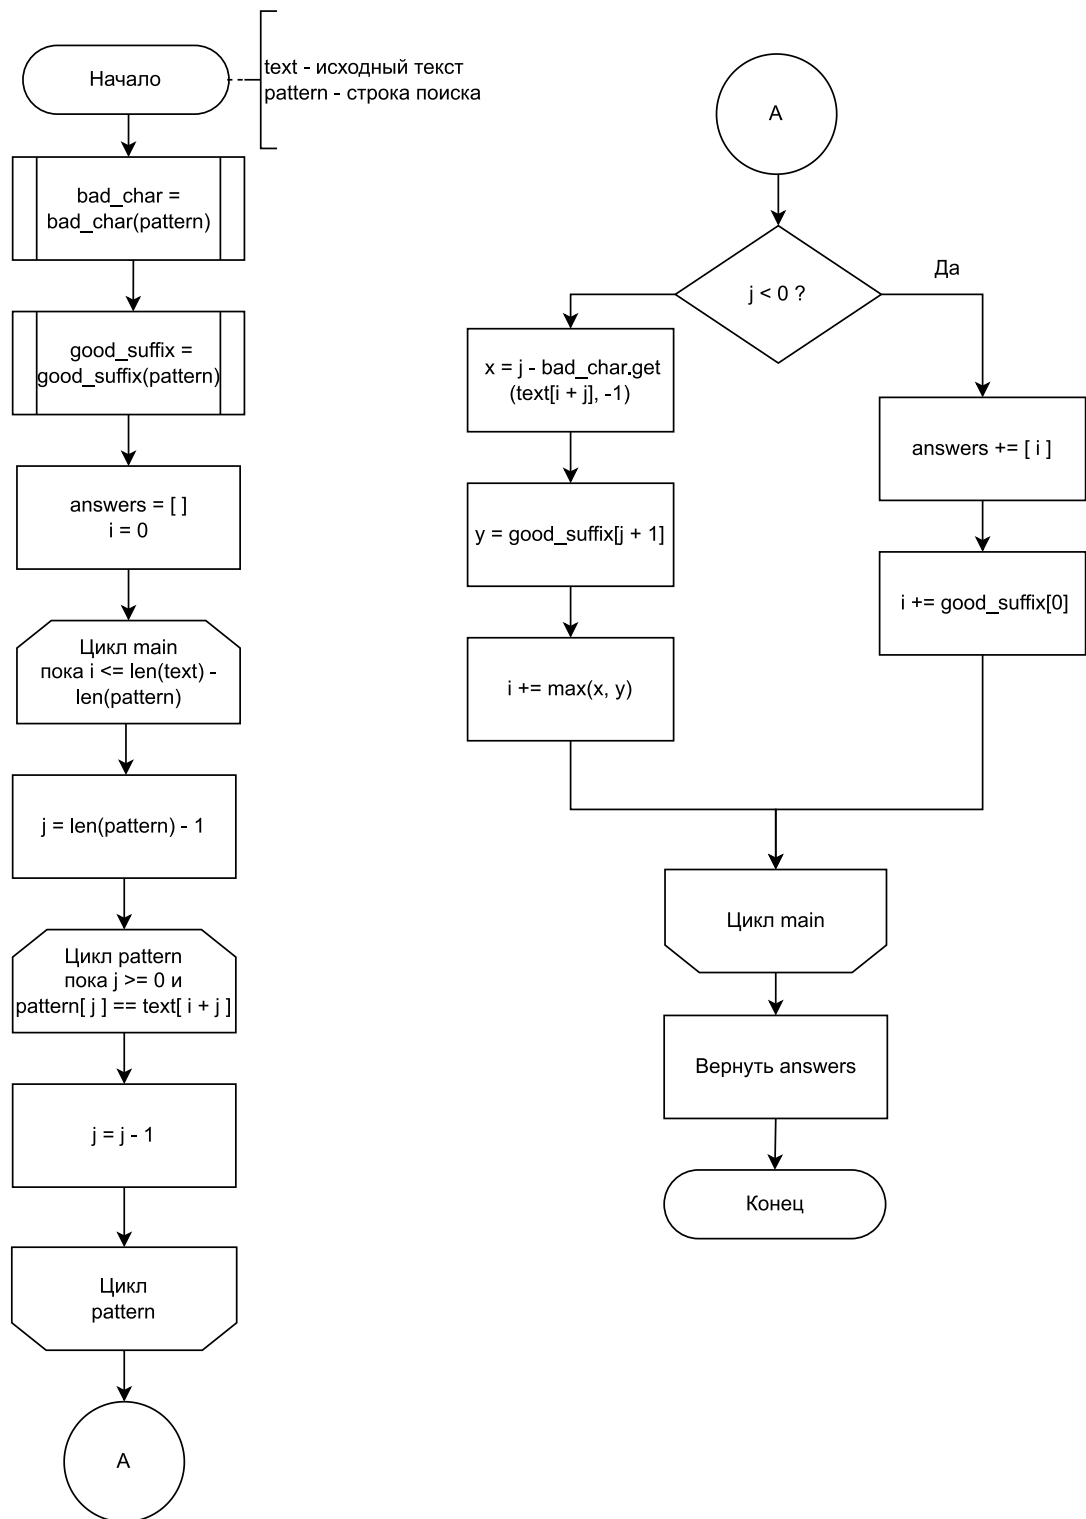 Начало
text - исходный текст
pattern - строка поиска
bad_char =
bad_char(pattern)
good_suffix =
good_suffix(pattern)
answers = [ ]
i = 0
Цикл main
пока i <= len(text) -
len(pattern)
j = len(pattern) - 1
Цикл pattern
пока j >= 0 и
pattern[ j ] == text[ i + j ]
j = j - 1
Цикл
pattern
A
A
j < 0 ?
Да
x = j - bad_char.get
(text[i + j], -1)
y = good_suffix[j + 1]
i += max(x, y)
answers += [ i ]
i += good_suffix[0]
Цикл main
Вернуть answers
Конец